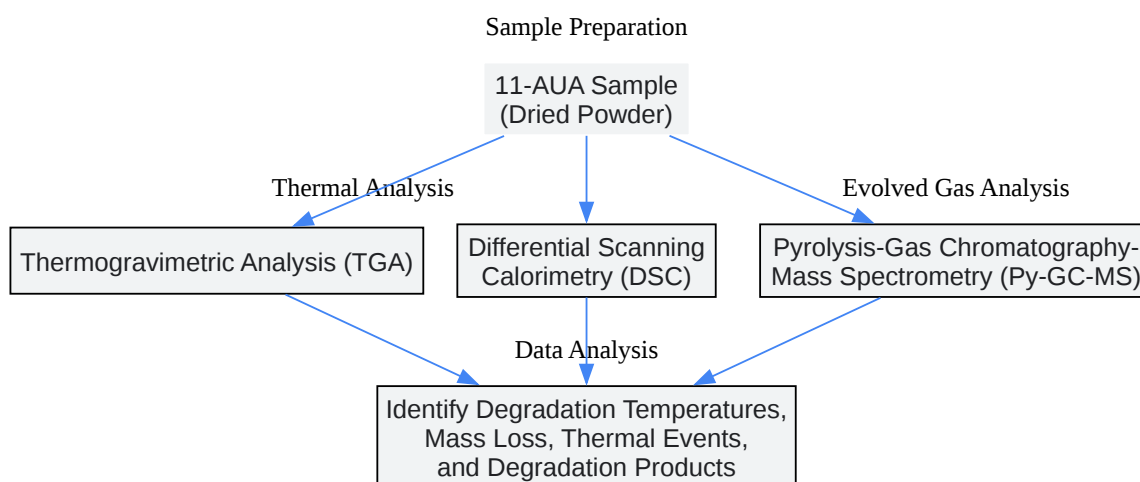 Sample Preparation
11-AUA Sample
(Dried Powder)
Thermal Analysis
Evolved Gas Analysis
Thermogravimetric Analysis (TGA)
Differential Scanning
Calorimetry (DSC)
Pyrolysis-Gas Chromatography-
Mass Spectrometry (Py-GC-MS)
Data Analysis
Identify Degradation Temperatures,
Mass Loss, Thermal Events,
and Degradation Products